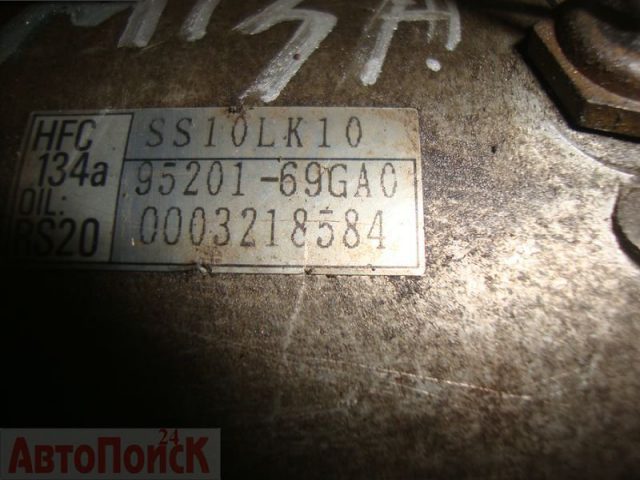 HFC
134a
OIL:
RS20
SS10LK10
95201-69GA0
0003218584
24
АвтоПоисК